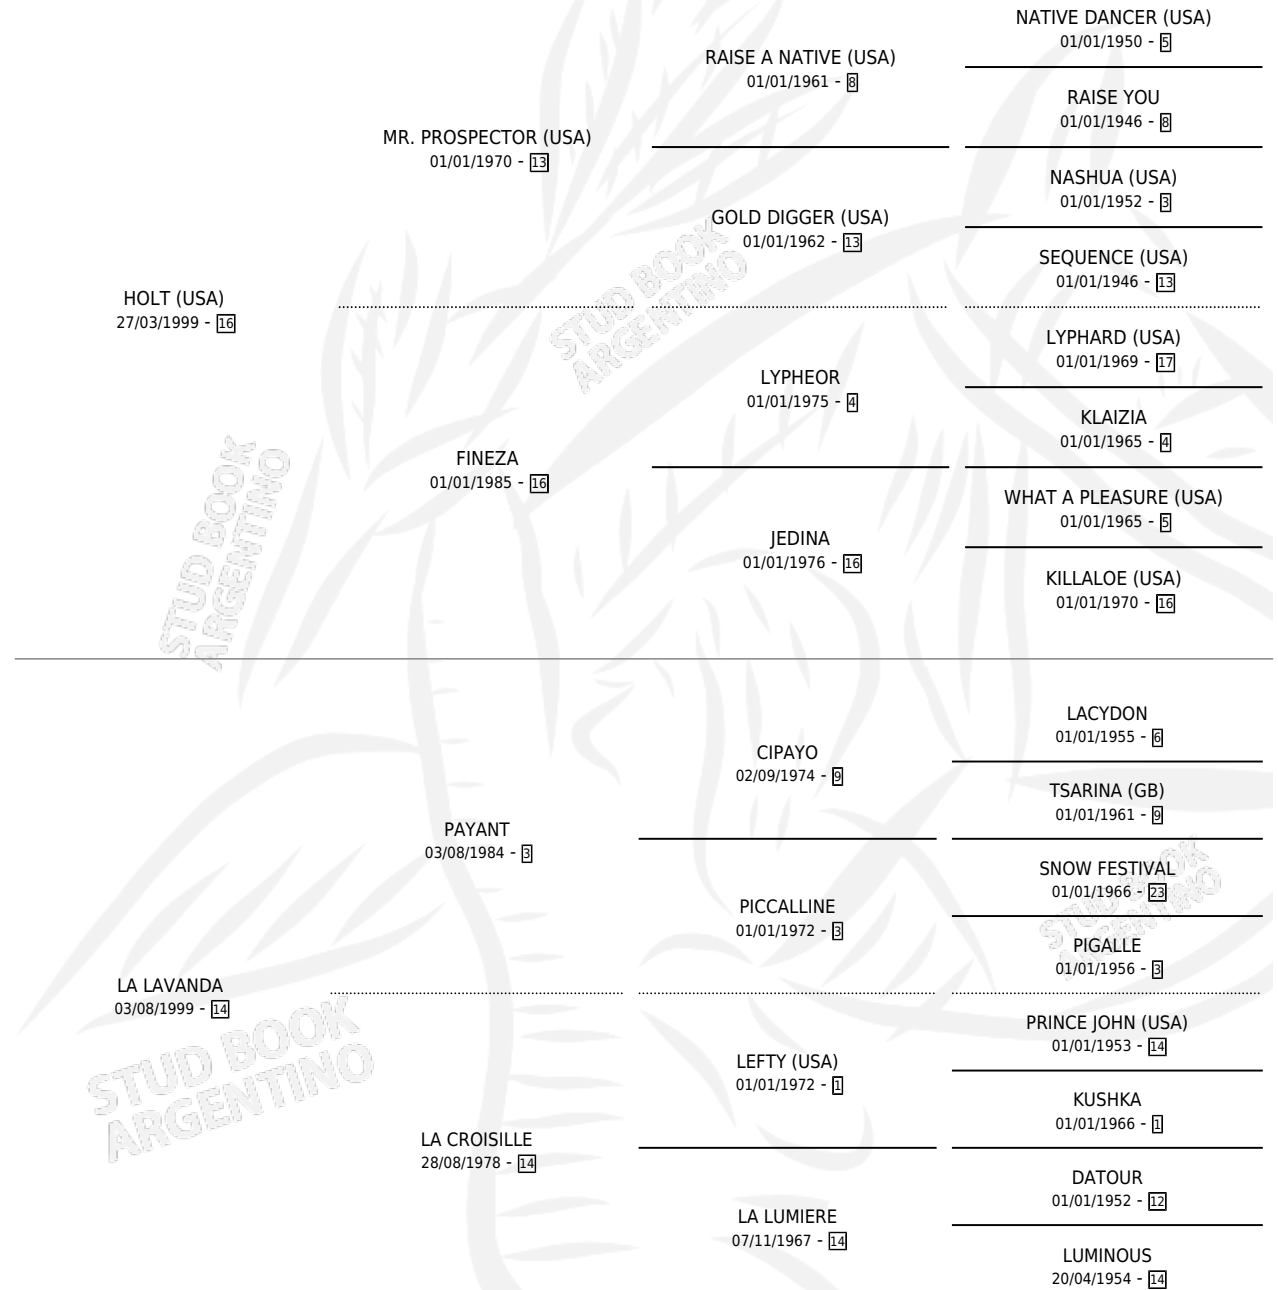 NATIVE DANCER (USA)
01/01/1950 - 5
RAISE A NATIVE (USA)
01/01/1961 - 8
RAISE YOU
01/01/1946 - 8
MR. PROSPECTOR (USA)
01/01/1970 - 13
NASHUA (USA)
01/01/1952 - 3
GOLD DIGGER (USA)
01/01/1962 - 13
SEQUENCE (USA)
01/01/1946 - 13
HOLT (USA)
27/03/1999 - 16
STUD BOOK
ARGENTINO
LYPHARD (USA)
01/01/1969 - 17
LYPHEOR
01/01/1975 - 4
KLAIZIA
01/01/1965 - 4
FINEZA
01/01/1985 - 16
WHAT A PLEASURE (USA)
01/01/1965 - 5
JEDINA
01/01/1976 - 16
KILLALOE (USA)
01/01/1970 - 16
STUD BOOK
ARGENTINO
LACYDON
01/01/1955 - 6
CIPAYO
02/09/1974 - 9
TSARINA (GB)
01/01/1961 - 9
PAYANT
03/08/1984 - 3
SNOW FESTIVAL
01/01/1966 - 23
PICCALLINE
01/01/1972 - 3
STUD BOOK
ARGENTINO
PIGALLE
01/01/1956 - 3
LA LAVANDA
03/08/1999 - 14
STUD BOOK
ARGENTINO
PRINCE JOHN (USA)
01/01/1953 - 14
LEFTY (USA)
01/01/1972 - 1
KUSHKA
01/01/1966 - 1
LA CROISILLE
28/08/1978 - 14
DATOUR
01/01/1952 - 12
LA LUMIERE
07/11/1967 - 14
LUMINOUS
20/04/1954 - 14